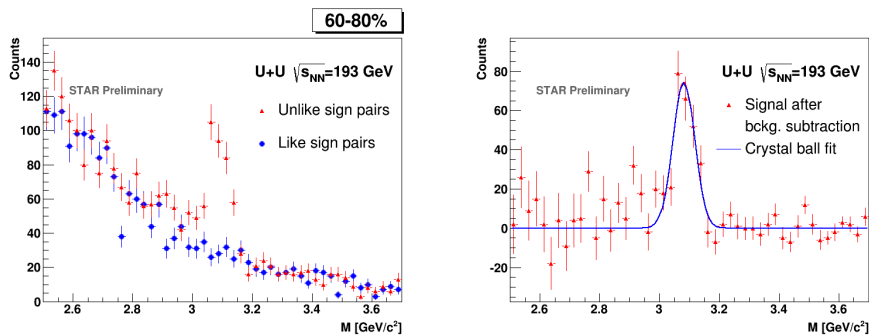 60-80%
Counts
140
120
100
80
60
40
20
0
2.6
2.8
3
3.2
3.4
3.6
M [GeV/c²]
STAR Preliminary
U+U √sNN=193 GeV
Unlike sign pairs
Like sign pairs
Counts
80
60
40
20
0
-20
2.6
2.8
3
3.2
3.4
3.6
M [GeV/c²]
STAR Preliminary
U+U √sNN=193 GeV
Signal after
bckg. subtraction
Crystal ball fit